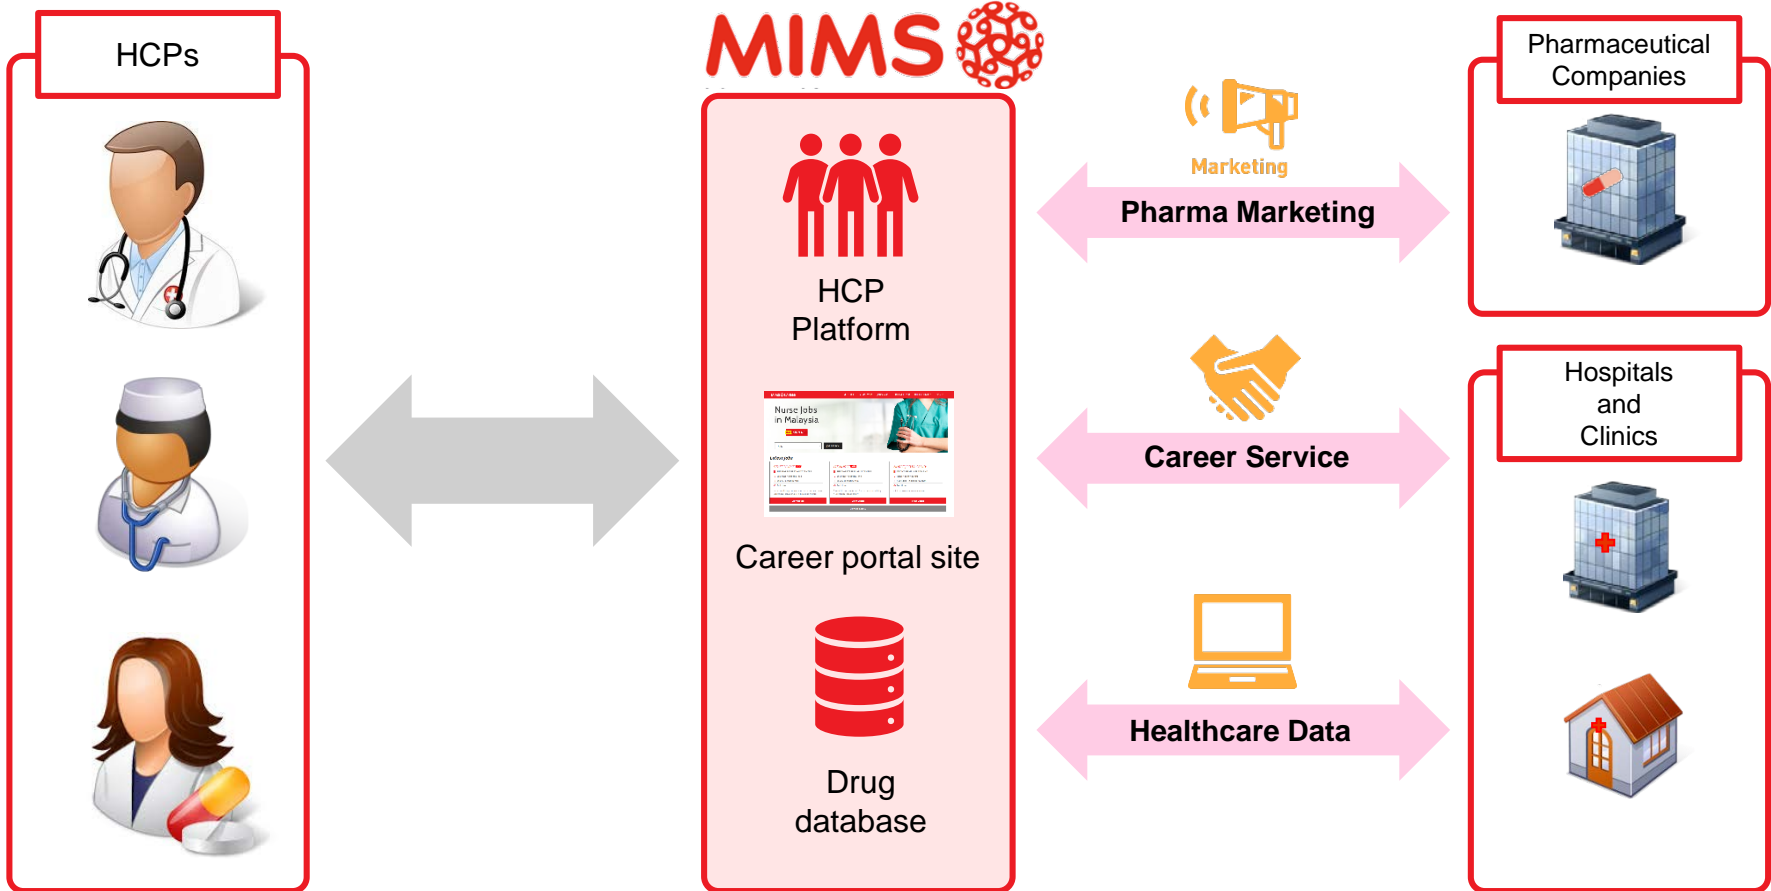 HCPs
MIMS
HCP
Platform
Nurse Jobs
in Malaysia
Career portal site
Drug
database
Marketing
Pharma Marketing
Career Service
Healthcare Data
Pharmaceutical
Companies
Hospitals
and
Clinics